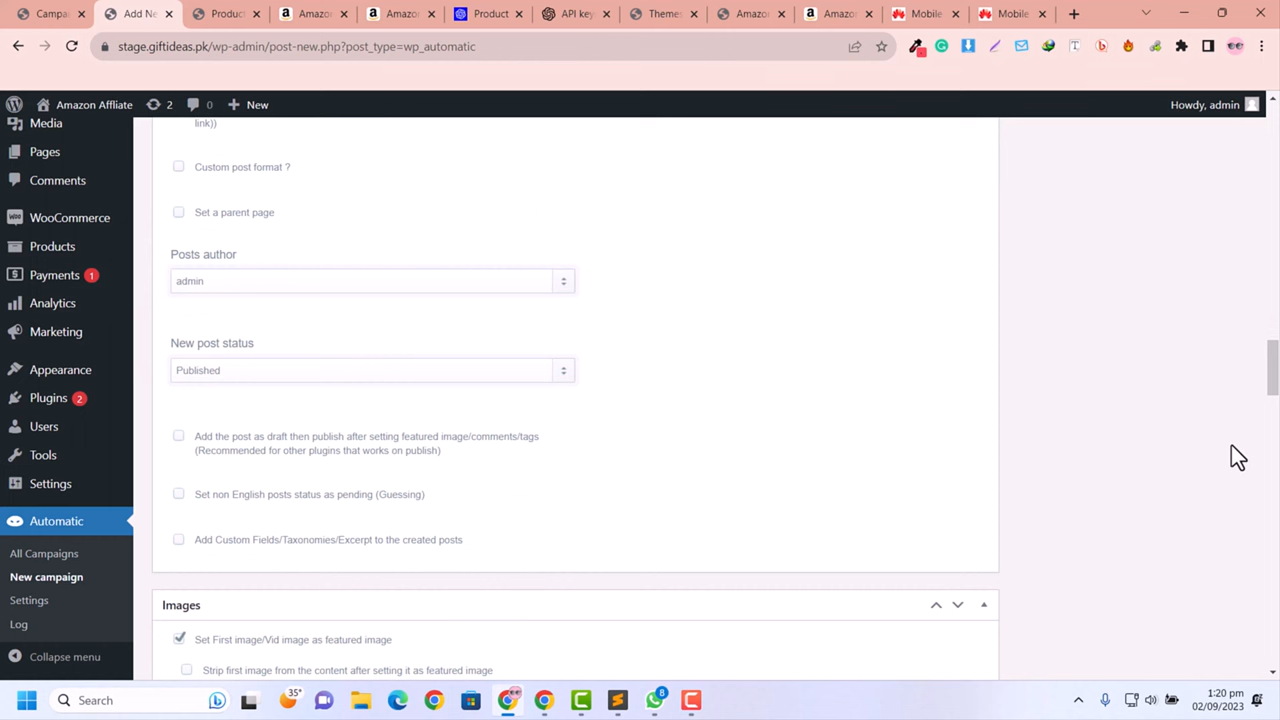 Campai
Add Ne
Product
Amazon
Amazo
Product
API key
Themes
Amazo
Amazo
Mobile
Mobile
stage.giftideas.pk/wp-admin/post-new.php?post_type=wp_automatic
Amazon Affliate
2
0
New
Howdy, admin
Media
Pages
Comments
WooCommerce
Products
Payments 1
Analytics
Marketing
Appearance
Plugins 2
Users
Tools
Settings
Automatic
All Campaigns
New campaign
Settings
Log
Collapse menu
link))
Custom post format ?
Set a parent page
Posts author
admin
New post status
Published
Add the post as draft then publish after setting featured image/comments/tags
(Recommended for other plugins that works on publish)
Set non English posts status as pending (Guessing)
Add Custom Fields/Taxonomies/Excerpt to the created posts
Images
Set First image/Vid image as featured image
Strip first image from the content after setting it as featured image
Search
35°
8
1:20 pm
02/09/2023